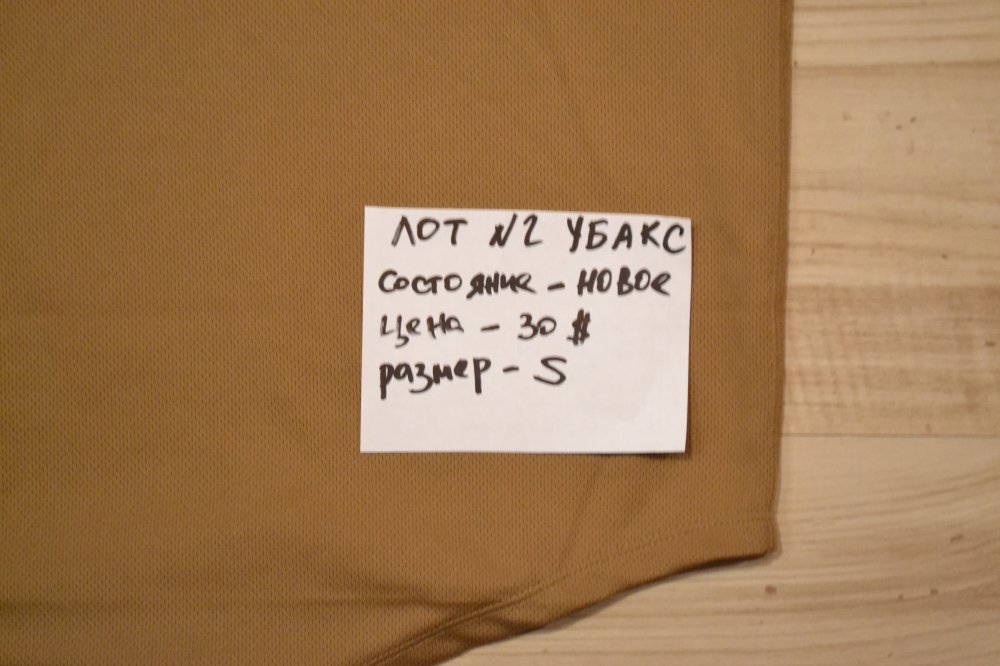 ЛОТ №2 УБАКС
состояние - новое
цена - 30 $
размер - S